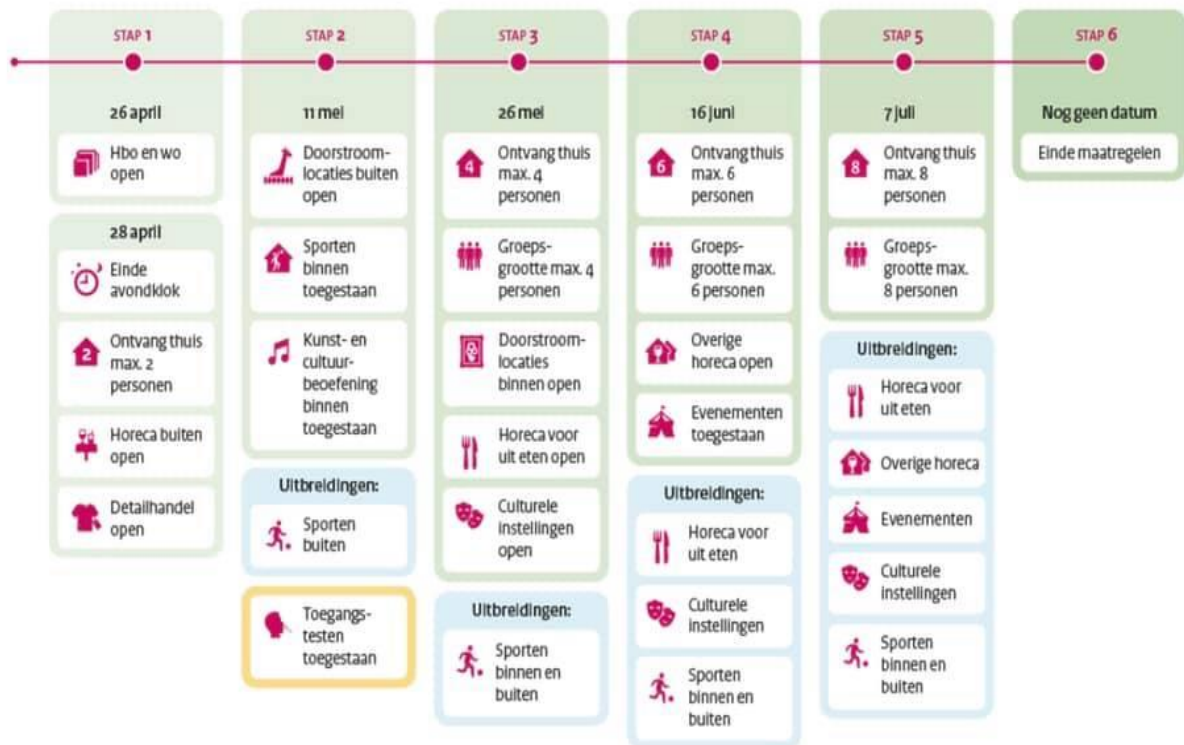 STAP 1
26 april
Hbo en wo
open
28 april
Einde
avondklok
2
Ontvang thuis
max. 2
personen
Horeca buiten
open
Detailhandel
open
STAP 2
11 mei
Doorstroom-
locaties buiten
open
Sporten
binnen
toegestaan
Kunst- en
cultuur-
beoefening
binnen
toegestaan
Uitbreidingen:
Sporten
buiten
Toegangs-
testen
toegestaan
STAP 3
26 mei
4
Ontvang thuis
max. 4
personen
Groeps-
grootte max. 4
personen
Doorstroom-
locaties
binnen open
Horeca voor
uit eten open
Culturele
instellingen
open
Uitbreidingen:
Sporten
binnen en
buiten
STAP 4
16 juni
6
Ontvang thuis
max. 6
personen
Groeps-
grootte max.
6 personen
Overige
horeca open
Evenementen
toegestaan
Uitbreidingen:
Horeca voor
uit eten
Culturele
instellingen
Sporten
binnen en
buiten
STAP 5
7 juli
8
Ontvang thuis
max. 8
personen
Groeps-
grootte max.
8 personen
Uitbreidingen:
Horeca voor
uit eten
Overige horeca
Evenementen
Culturele
instellingen
Sporten
binnen en
buiten
STAP 6
Nog geen datum
Einde maatregelen